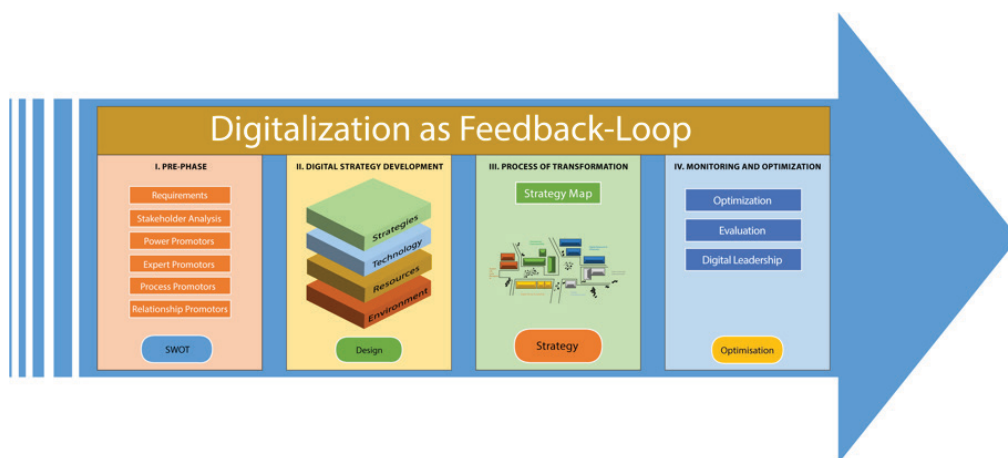 Digitalization as Feedback-Loop
I. PRE-PHASE
Requirements
Stakeholder Analysis
Power Promotors
Expert Promotors
Process Promotors
Relationship Promotors
SWOT
II. DIGITAL STRATEGY DEVELOPMENT
Strategies
Technology
Resources
Environment
Design
III. PROCESS OF TRANSFORMATION
Strategy Map
Strategy
IV. MONITORING AND OPTIMIZATION
Optimization
Evaluation
Digital Leadership
Optimisation